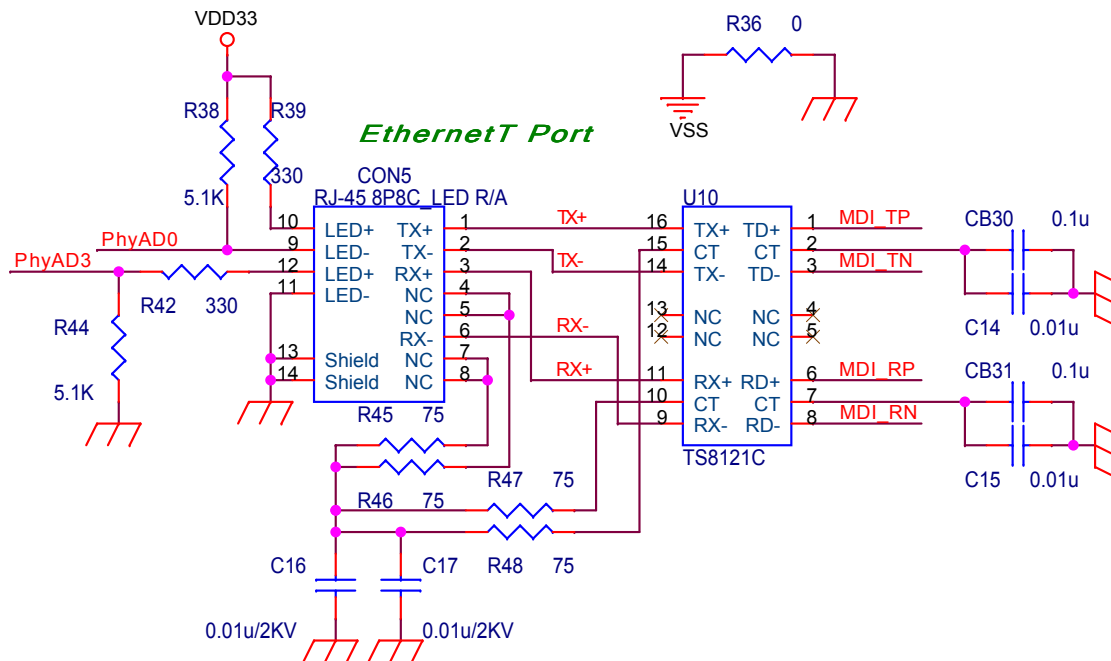 VDD33
R36 0
R38
R39
VSS
EthernetT Port
5.1K
330
CON5
RJ-45 8P8C_LED R/A
U10
PhyAD0
PhyAD3
10 LED+ TX+ 1 TX+ 16 TX+ TD+ 1 MDI_TP
9 LED- TX- 2 15 CT CT 2
12 LED+ RX+ 3 TX- 14 TX- TD- 3 MDI_TN
11 LED- NC 4
NC 5 13 NC NC 4
RX- 6 RX- 12 NC NC 5
13 Shield NC 7
14 Shield NC 8 RX+ 11 RX+ RD+ 6 MDI_RP
10 CT CT 7
9 RX- RD- 8 MDI_RN
TS8121C
CB30 0.1u
C14 0.01u
CB31 0.1u
C15 0.01u
R42 330
R44
5.1K
R45 75
R46 75
R47 75
R48 75
C16
C17
0.01u/2KV
0.01u/2KV